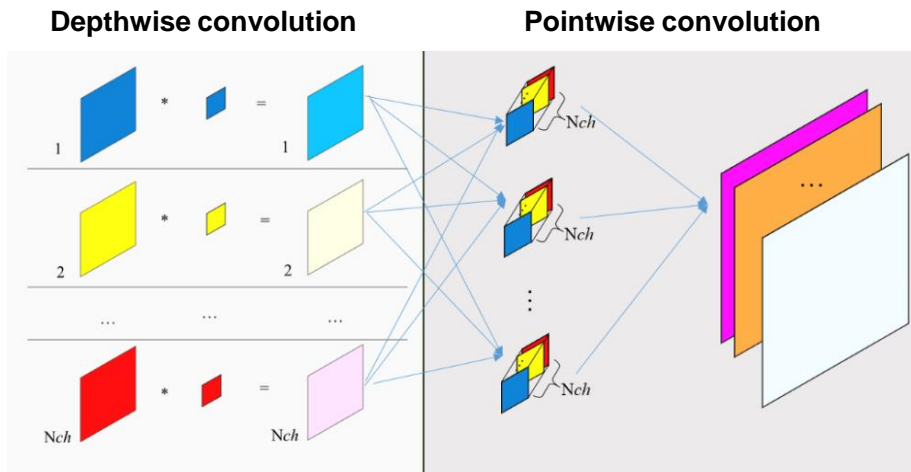 Depthwise convolution
Pointwise convolution
* =
1 1
Nch
* =
2 2
Nch
... ... ...
...
* =
Nch Nch
Nch
...